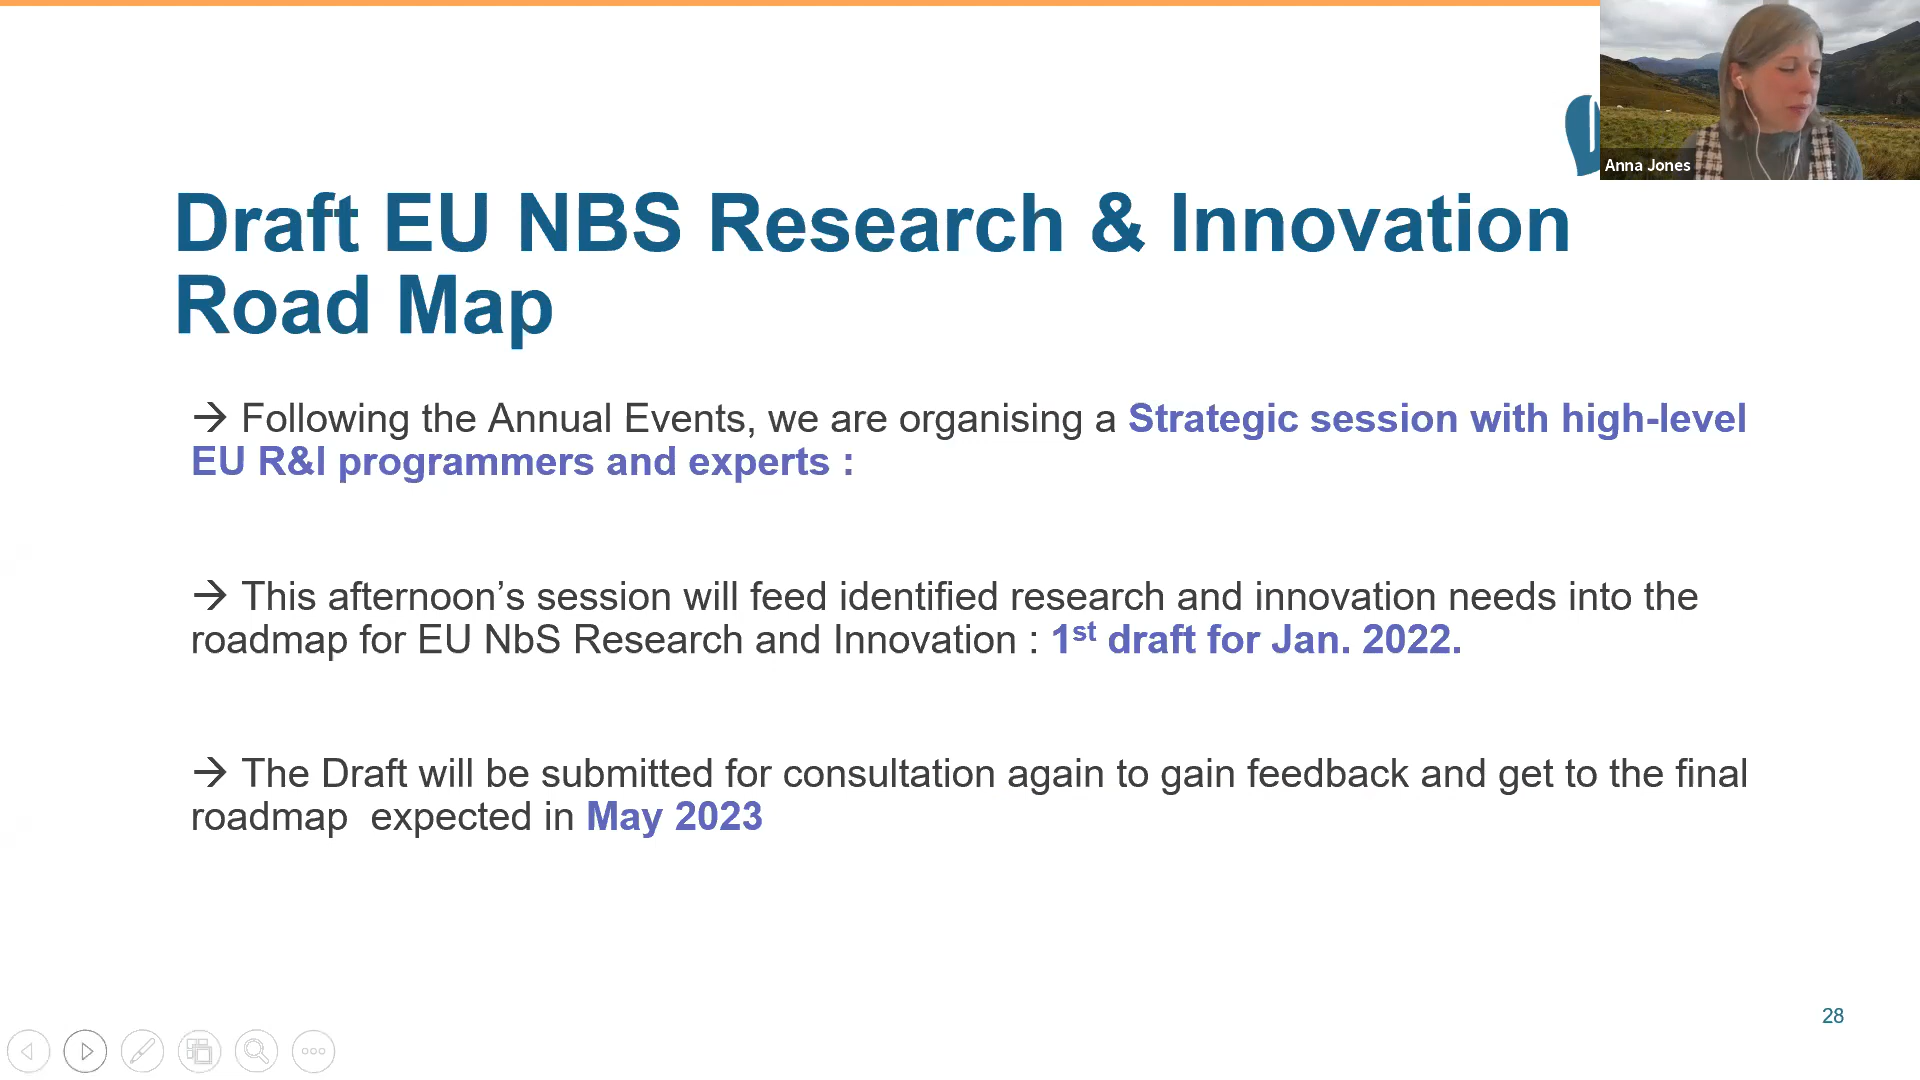 Anna Jones
Draft EU NBS Research & Innovation
Road Map
→ Following the Annual Events, we are organising a Strategic session with high-level
EU R&I programmers and experts :
→ This afternoon’s session will feed identified research and innovation needs into the
roadmap for EU NbS Research and Innovation : 1st draft for Jan. 2022.
→ The Draft will be submitted for consultation again to gain feedback and get to the final
roadmap  expected in May 2023
28